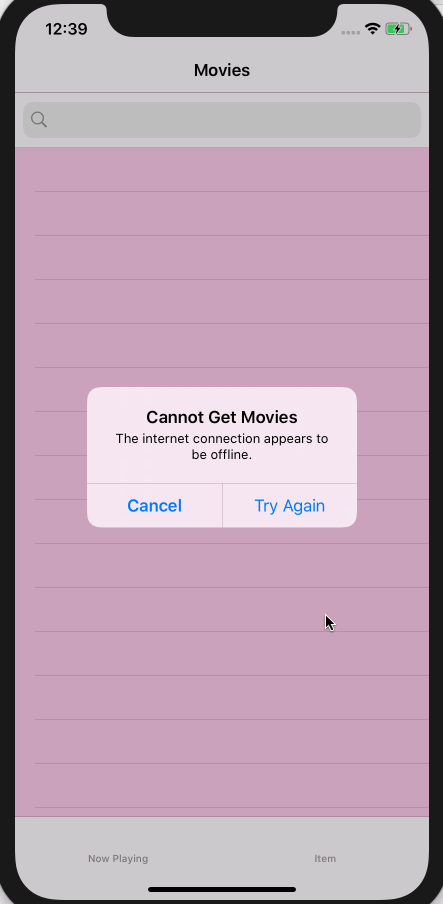 12:39
Movies
Cannot Get Movies
The internet connection appears to
be offline.
Cancel
Try Again
Now Playing
Item